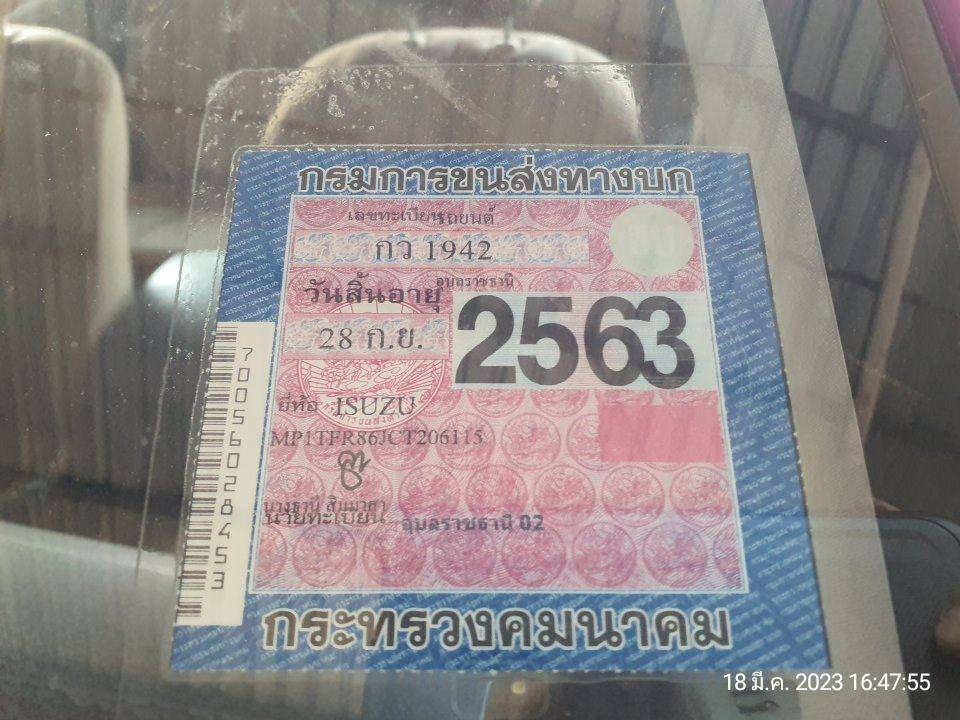 กรมการขนส่งทางบก
เลขทะเบียนรถยนต์
กว 1942
อุบลราชธานี
วันสิ้นอายุ
28 ก.ย.
2563
ยี่ห้อ ISUZU
MP1TFR86JCT206115
นายทะเบียน
อุบลราชธานี 02
70056028453
กระทรวงคมนาคม
18 มี.ค. 2023 16:47:55